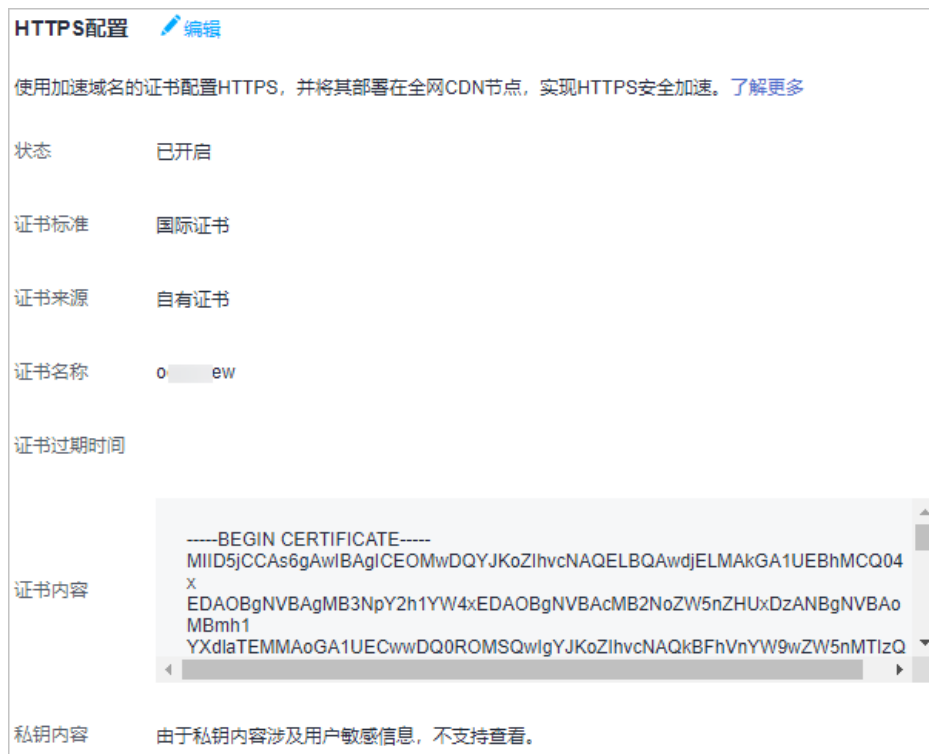 HTTPS配置 编辑
使用加速域名的证书配置HTTPS，并将其部署在全网CDN节点，实现HTTPS安全加速。了解更多
状态 已开启
证书标准 国际证书
证书来源 自有证书
证书名称 o ew
证书过期时间
证书内容
-----BEGIN CERTIFICATE-----
MIID5jCCAs6gAwIBAgICEOMwDQYJKoZIhvcNAQELBQAwdjELMAkGA1UEBhMCQ04
x
EDAOBgNVBAgMB3NpY2h1YW4xEDAOBgNVBAcMB2NoZW5nZHUxDzANBgNVBAo
MBmh1
YXdlaTEMMAoGA1UECwwDQ0ROMSQwIgYJKoZIhvcNAQkBFhVnYW9wZW5nMTIzQ
私钥内容 由于私钥内容涉及用户敏感信息，不支持查看。